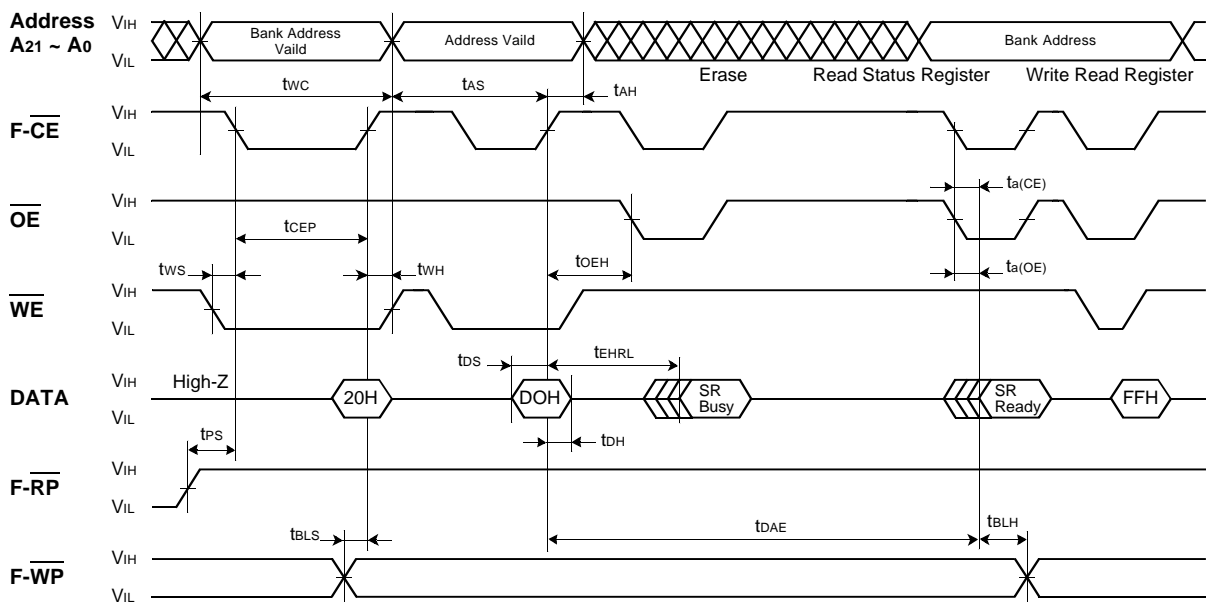 Address
A21 ~ A0
VIH
VIL
Bank Address
Vaild
Address Vaild
Bank Address
Erase
Read Status Register
Write Read Register
tWC
tAS
tAH
F-CE
VIH
VIL
ta(CE)
OE
VIH
VIL
tCEP
tOEH
ta(OE)
tWS
tWH
WE
VIH
VIL
tDS
tEHRL
DATA
VIH
VIL
High-Z
20H
DOH
SR
Busy
SR
Ready
FFH
tPS
tDH
F-RP
VIH
VIL
tBLS
tDAE
tBLH
F-WP
VIH
VIL